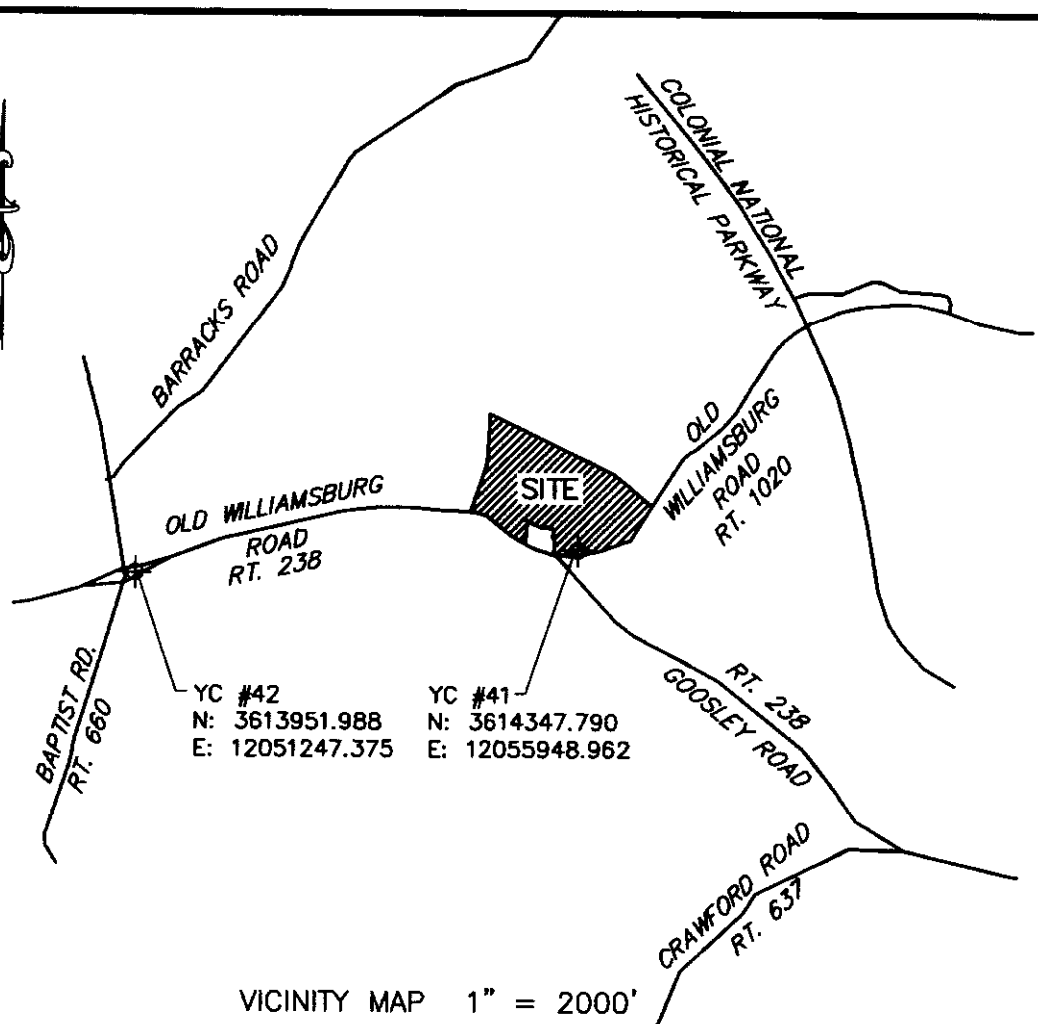 COLONIAL NATIONAL
HISTORICAL PARKWAY
BARRACKS ROAD
OLD
WILLIAMSBURG
ROAD
RT. 1020
SITE
OLD WILLIAMSBURG
ROAD
RT. 238
BAPTIST RD.
RT. 660
YC #42
N: 3613951.988
E: 12051247.375
YC #41
N: 3614347.790
E: 12055948.962
RT. 238
GOOSLEY ROAD
CRAWFORD ROAD
RT. 637
VICINITY MAP 1" = 2000'